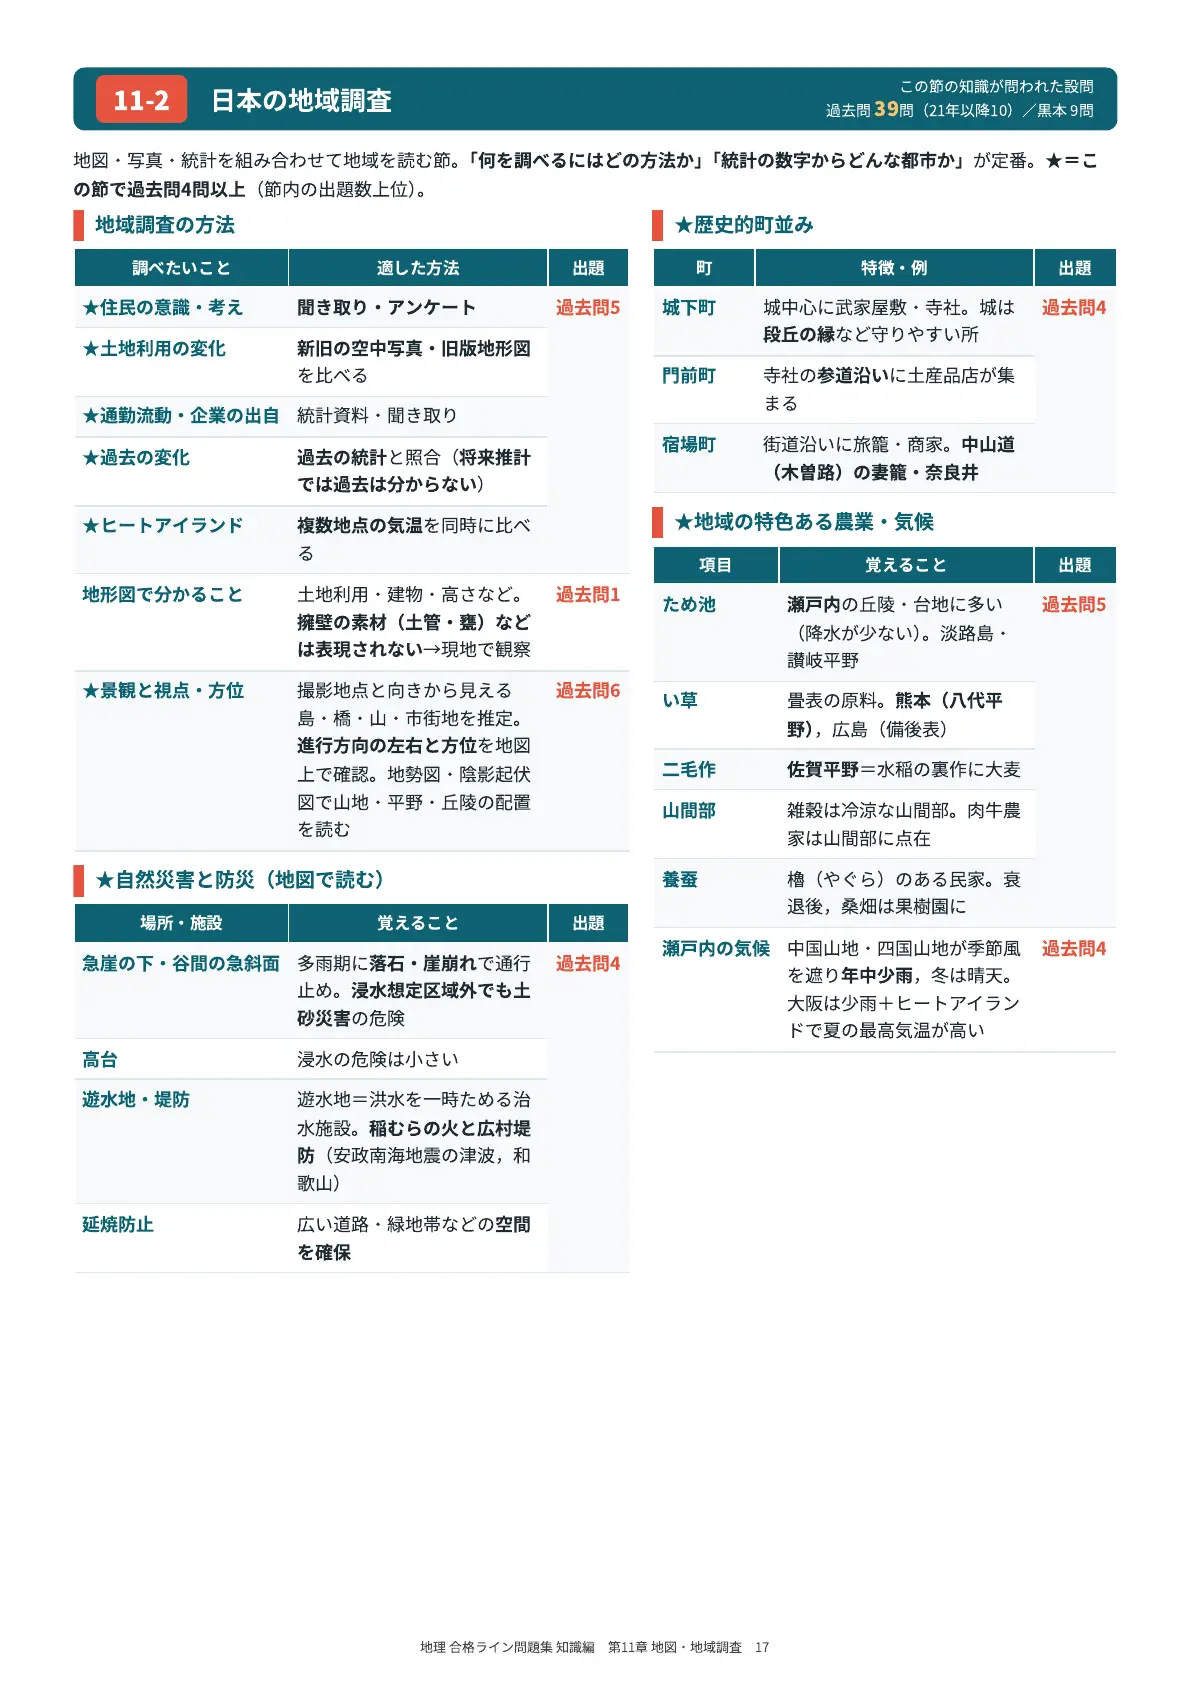 11-2 日本の地域調査
この節の知識が問われた設問
過去問 39問（21年以降10）／黒本 9問
地図・写真・統計を組み合わせて地域を読む節。「何を調べるにはどの方法か」「統計の数字からどんな都市か」が定番。★＝こ
の節で過去問4問以上（節内の出題数上位）。
地域調査の方法
調べたいこと 適した方法 出題
★住民の意識・考え 聞き取り・アンケート 過去問5
★土地利用の変化 新旧の空中写真・旧版地形図
を比べる
★通勤流動・企業の出自 統計資料・聞き取り
★過去の変化 過去の統計と照合（将来推計
では過去は分からない）
★ヒートアイランド 複数地点の気温を同時に比べ
る
地形図で分かること 土地利用・建物・高さなど。 過去問1
擁壁の素材（土管・甕）など
は表現されない→現地で観察
★景観と視点・方位 撮影地点と向きから見える 過去問6
島・橋・山・市街地を推定。
進行方向の左右と方位を地図
上で確認。地勢図・陰影起伏
図で山地・平野・丘陵の配置
を読む
★自然災害と防災（地図で読む）
場所・施設 覚えること 出題
急崖の下・谷間の急斜面 多雨期に落石・崖崩れで通行 過去問4
止め。浸水想定区域外でも土
砂災害の危険
高台 浸水の危険は小さい
遊水地・堤防 遊水地＝洪水を一時ためる治
水施設。稲むらの火と広村堤
防（安政南海地震の津波，和
歌山）
延焼防止 広い道路・緑地帯などの空間
を確保
★歴史的町並み
町 特徴・例 出題
城下町 城中心に武家屋敷・寺社。城は 過去問4
段丘の縁など守りやすい所
門前町 寺社の参道沿いに土産品店が集
まる
宿場町 街道沿いに旅籠・商家。中山道
（木曽路）の妻籠・奈良井
★地域の特色ある農業・気候
項目 覚えること 出題
ため池 瀬戸内の丘陵・台地に多い 過去問5
（降水が少ない）。淡路島・
讃岐平野
い草 畳表の原料。熊本（八代平
野），広島（備後表）
二毛作 佐賀平野＝水稲の裏作に大麦
山間部 雑穀は冷涼な山間部。肉牛農
家は山間部に点在
養蚕 櫓（やぐら）のある民家。衰
退後，桑畑は果樹園に
瀬戸内の気候 中国山地・四国山地が季節風 過去問4
を遮り年中少雨，冬は晴天。
大阪は少雨＋ヒートアイラン
ドで夏の最高気温が高い
地理 合格ライン問題集 知識編 第11章 地図・地域調査 17